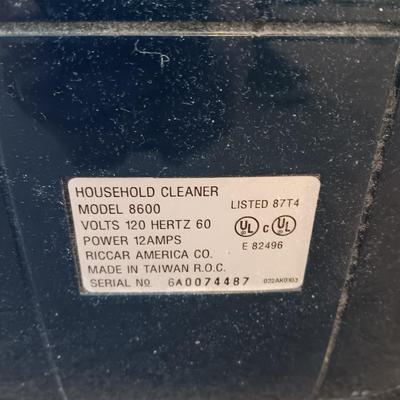 HOUSEHOLD CLEANER
MODEL 8600
LISTED 87T4
VOLTS 120 HERTZ 60
UL C UL
POWER 12AMPS
E 82496
RICCAR AMERICA CO.
MADE IN TAIWAN R.O.C.
SERIAL NO. 6A0074487
022AK0103